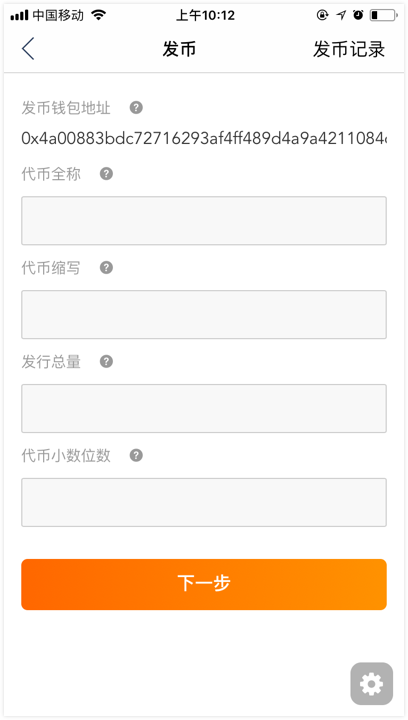 中国移动 上午10:12
发币 发币记录
发币钱包地址 ?
0x4a00883bdc72716293af4ff489d4a9a4211084
代币全称 ?
代币缩写 ?
发行总量 ?
代币小数位数 ?
下一步